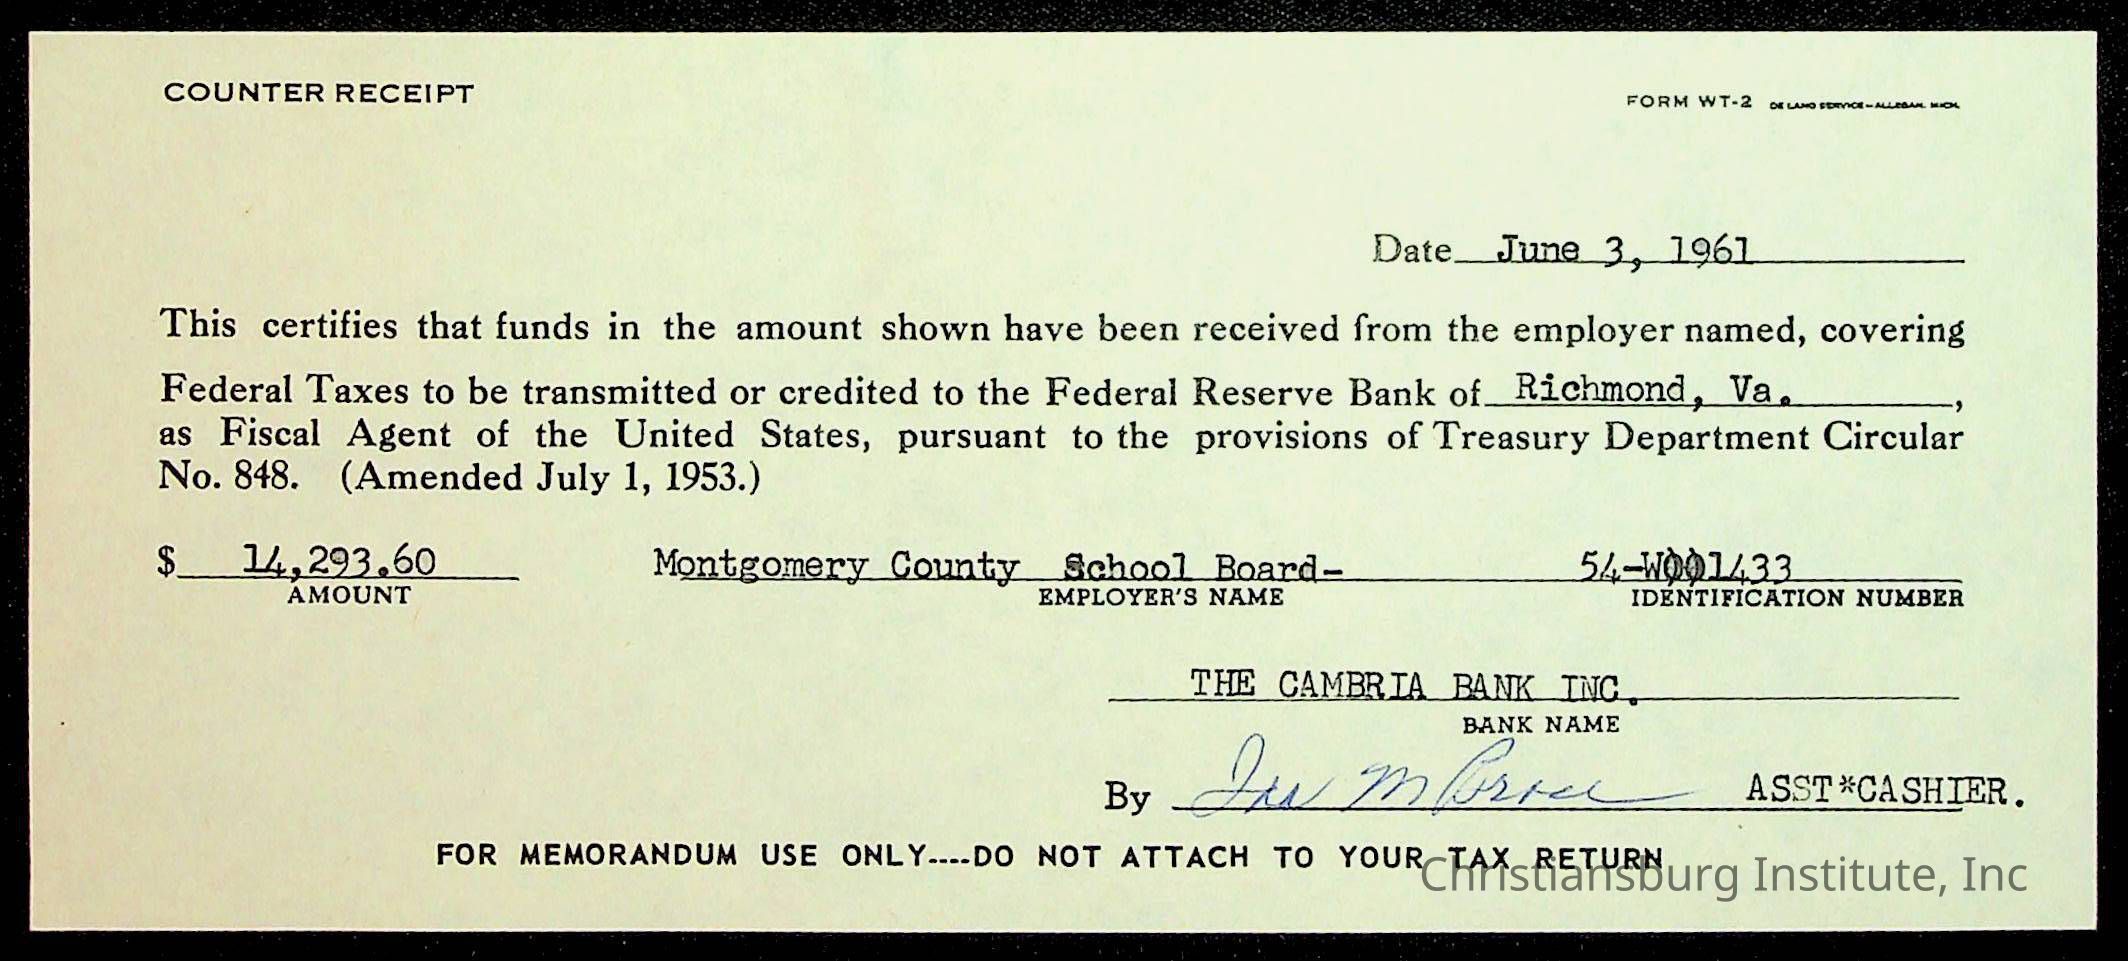 COUNTER RECEIPT
FORM WT-2 DE LANO SERVICE—ALLEGAN. MICH.
Date June 3, 1961
This certifies that funds in the amount shown have been received from the employer named, covering
Federal Taxes to be transmitted or credited to the Federal Reserve Bank of Richmond, Va. ,
as Fiscal Agent of the United States, pursuant to the provisions of Treasury Department Circular
No. 848. (Amended July 1, 1953.)
$ 14,293.60 Montgomery County School Board- 54-W001433
AMOUNT EMPLOYER'S NAME IDENTIFICATION NUMBER
THE CAMBRIA BANK INC.
BANK NAME
By M ASST*CASHIER.
FOR MEMORANDUM USE ONLY----DO NOT ATTACH TO YOUR TAX RETURN
Christiansburg Institute, Inc